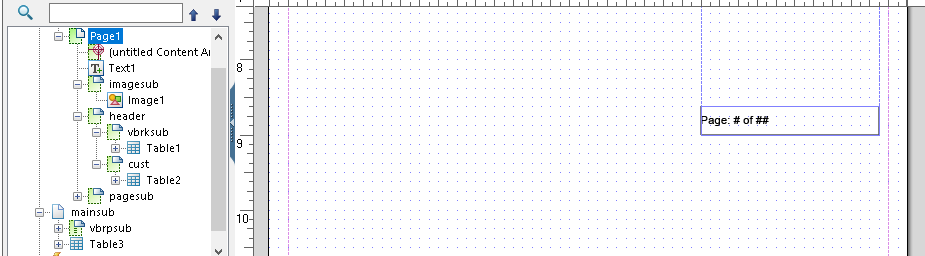 Page1
(untitled Content Ar
Text1
imagesub
Image1
header
vbrksub
Table1
cust
Table2
pagesub
mainsub
vbrpsub
Table3
8
9
10
Page: # of ##